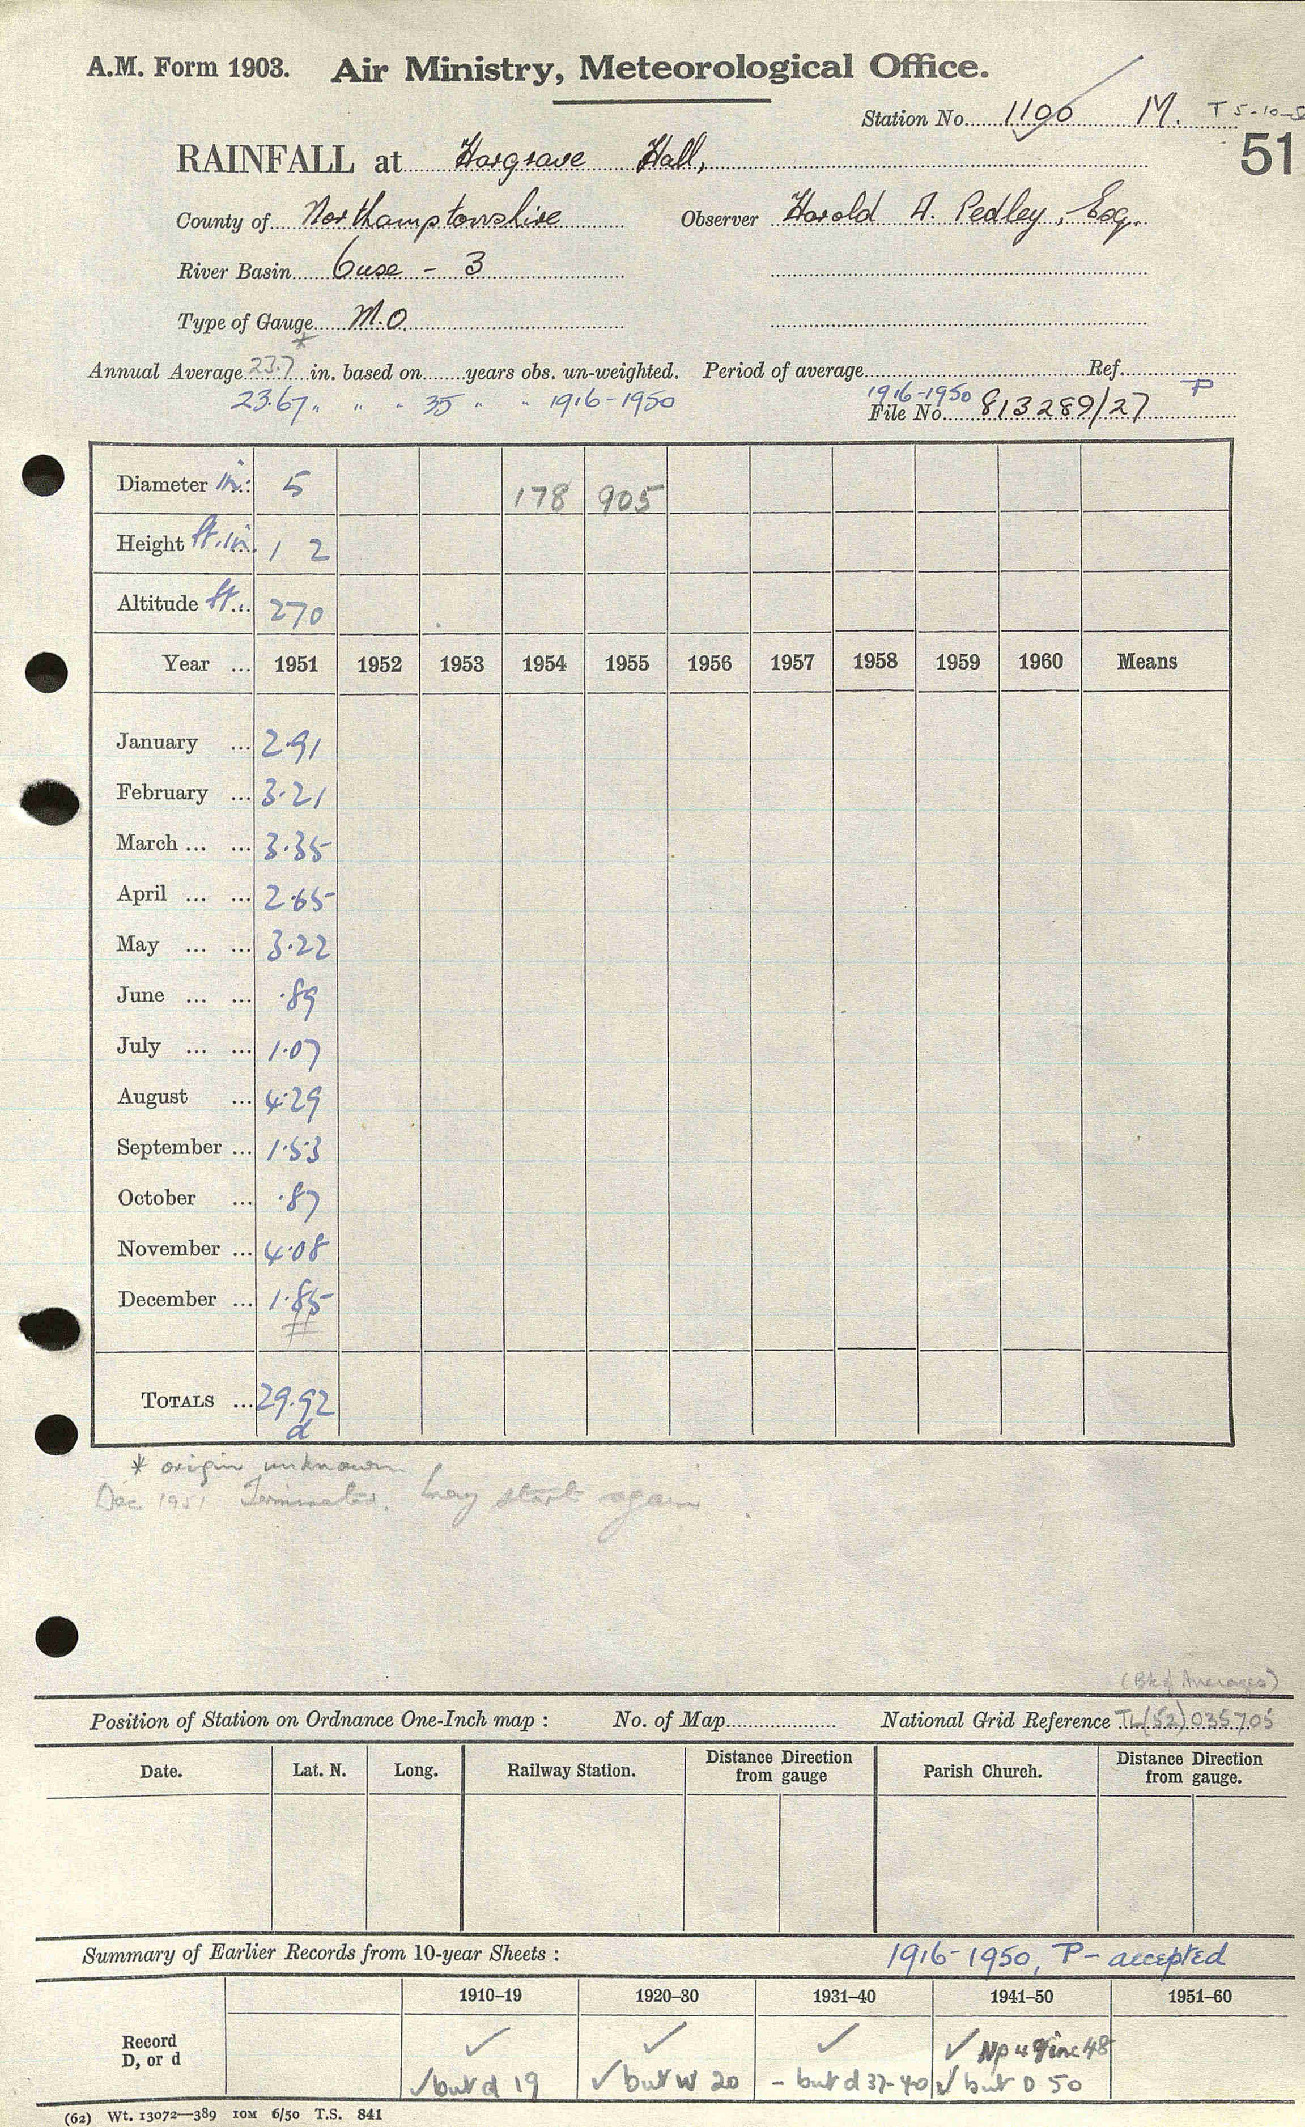 A.M. Form 1903. Air Ministry, Meteorological Office.
Station No. 1100 M. T 5-10-
51
RAINFALL at Hargrave Hall,
County of Northamptonshire Observer Harold A. Pedley, Esq.
River Basin Ouse - 3
Type of Gauge M.O.
Annual Average 23.7 * in. based on years obs. un-weighted. Period of average Ref.
23.67 " " " 35 " " 1916-1950 1916-1950 P
File No. 813289/27
Diameter in: 5 178 905
Height ft.in. 1 2
Altitude ft. 270
Year ... 1951 1952 1953 1954 1955 1956 1957 1958 1959 1960 Means
January ... 2.91
February ... 3.21
March ... ... 3.35
April ... ... 2.65
May ... ... 3.22
June ... ... .89
July ... ... 1.07
August ... 4.29
September ... 1.53
October ... .87
November ... 4.08
December ... 1.85
TOTALS ... 29.92
d
* origin unknown
Dec 1951 Terminated. may start again
(Bk of Averages)
Position of Station on Ordnance One-Inch map : No. of Map National Grid Reference TL(52)035705
Date. Lat. N. Long. Railway Station. Distance Direction from gauge Parish Church. Distance Direction from gauge.
Summary of Earlier Records from 10-year Sheets : 1916-1950, P - accepted
1910–19 1920–30 1931–40 1941–50 1951–60
Record ✓ ✓ ✓ ✓
D, or d ✓ but d 19 ✓ but W 20 - but d 37-40 ✓ but D 50
(62) Wt. 13072—389 10M 6/50 T.S. 841